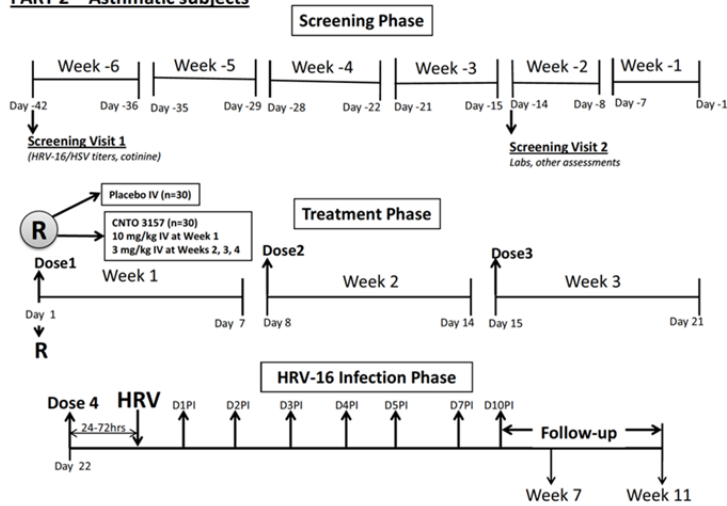 PART 2 – Asthmatic subjects
Screening Phase
Week -6 Week -5 Week -4 Week -3 Week -2 Week -1
Day -42 Day -36 Day -35 Day -29 Day -28 Day -22 Day -21 Day -15 Day -14 Day -8 Day -7 Day -1
Screening Visit 1
(HRV-16/HSV titers, cotinine)
Screening Visit 2
Labs, other assessments
Placebo IV (n=30)
R
CNTO 3157 (n=30)
10 mg/kg IV at Week 1
3 mg/kg IV at Weeks 2, 3, 4
Treatment Phase
Dose1 Dose2 Dose3
Week 1 Week 2 Week 3
Day 1 Day 7 Day 8 Day 14 Day 15 Day 21
R
HRV-16 Infection Phase
Dose 4 HRV D1PI D2PI D3PI D4PI D5PI D7PI D10PI
24-72hrs Follow-up
Day 22
Week 7 Week 11